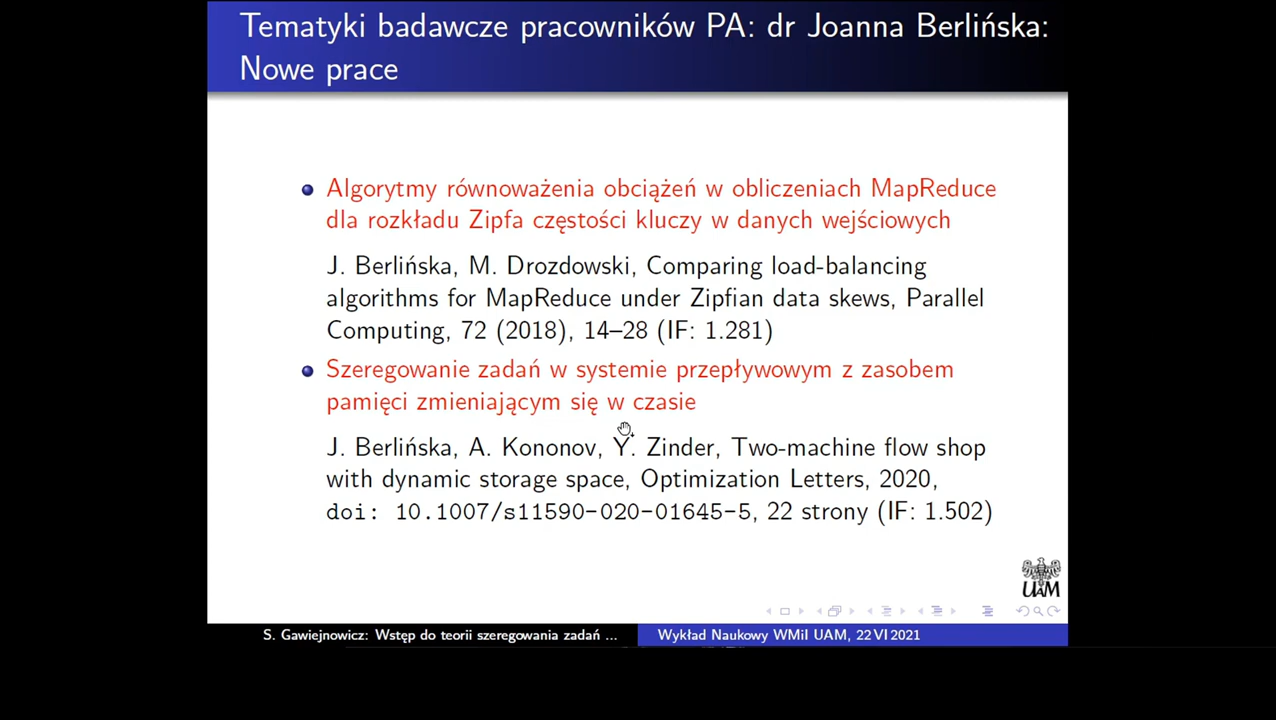 Tematyki badawcze pracowników PA: dr Joanna Berlińska:
Nowe prace
Algorytmy równoważenia obciążeń w obliczeniach MapReduce
dla rozkładu Zipfa częstości kluczy w danych wejściowych
J. Berlińska, M. Drozdowski, Comparing load-balancing
algorithms for MapReduce under Zipfian data skews, Parallel
Computing, 72 (2018), 14–28 (IF: 1.281)
Szeregowanie zadań w systemie przepływowym z zasobem
pamięci zmieniającym się w czasie
J. Berlińska, A. Kononov, Y. Zinder, Two-machine flow shop
with dynamic storage space, Optimization Letters, 2020,
doi: 10.1007/s11590-020-01645-5, 22 strony (IF: 1.502)
UAM
S. Gawiejnowicz: Wstęp do teorii szeregowania zadań ...
Wykład Naukowy WMiI UAM, 22 VI 2021